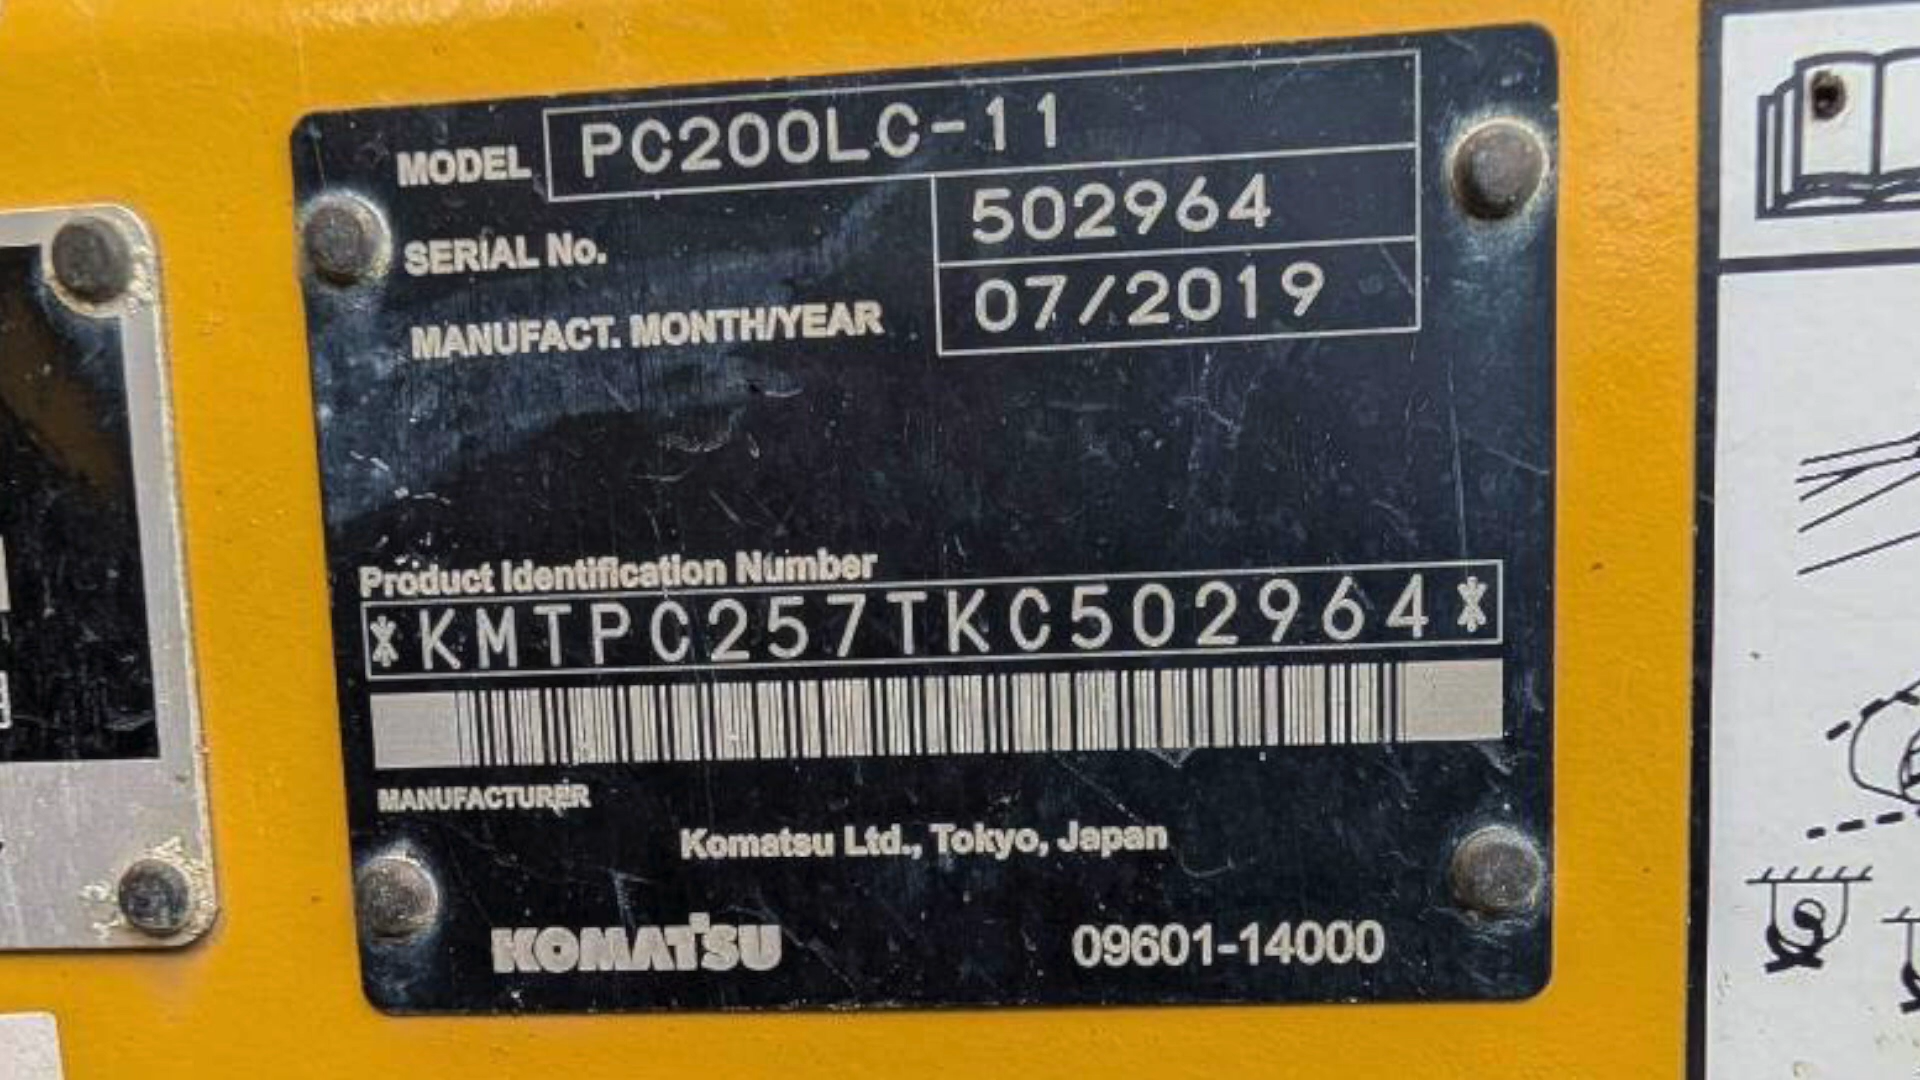 MODEL PC200LC-11
SERIAL No. 502964
MANUFACT. MONTH/YEAR 07/2019
Product Identification Number
*KMTPC257TKC502964*
MANUFACTURER
Komatsu Ltd., Tokyo, Japan
KOMATSU 09601-14000